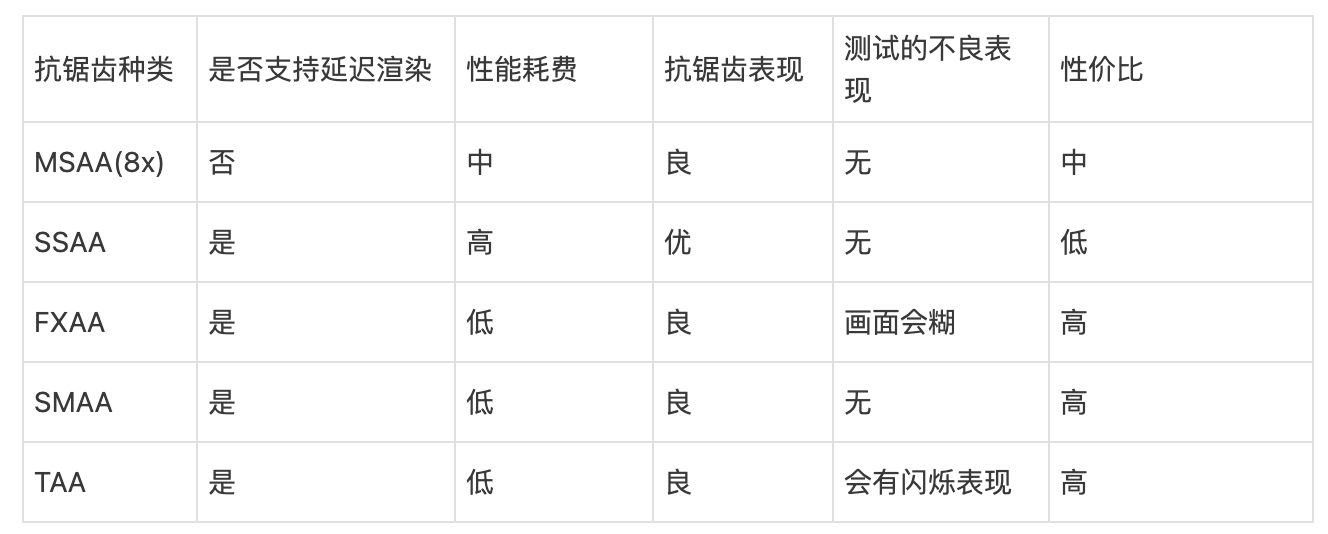 抗锯齿种类 是否支持延迟渲染 性能耗费 抗锯齿表现 测试的不良表现 性价比
MSAA(8x) 否 中 良 无 中
SSAA 是 高 优 无 低
FXAA 是 低 良 画面会糊 高
SMAA 是 低 良 无 高
TAA 是 低 良 会有闪烁表现 高